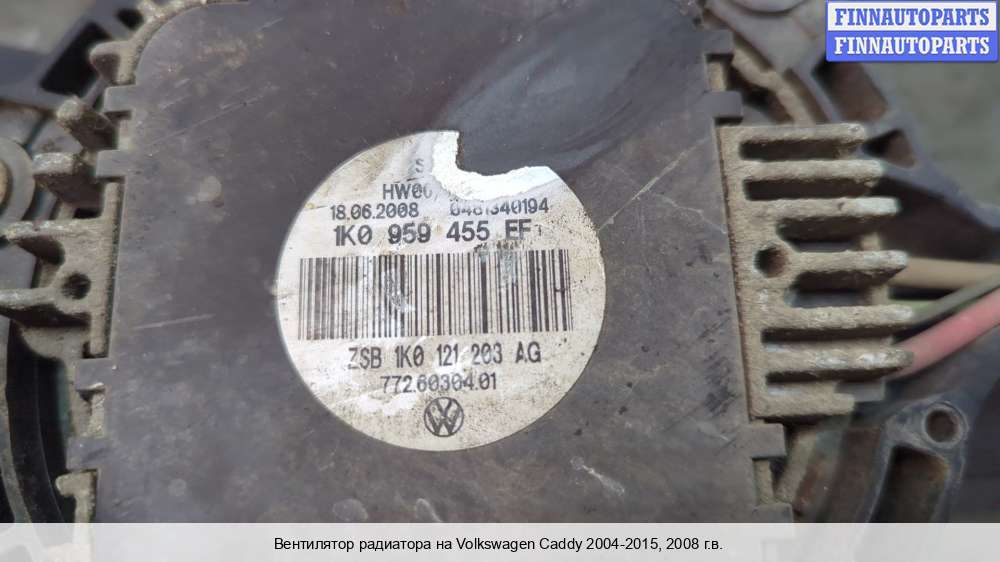 FINNAUTOPARTS
FINNAUTOPARTS
18.06.2008
1K0 959 455 EF
ZSB 1K0 121 203 AG
772.60304.01
VW
Вентилятор радиатора на Volkswagen Caddy 2004-2015, 2008 г.в.